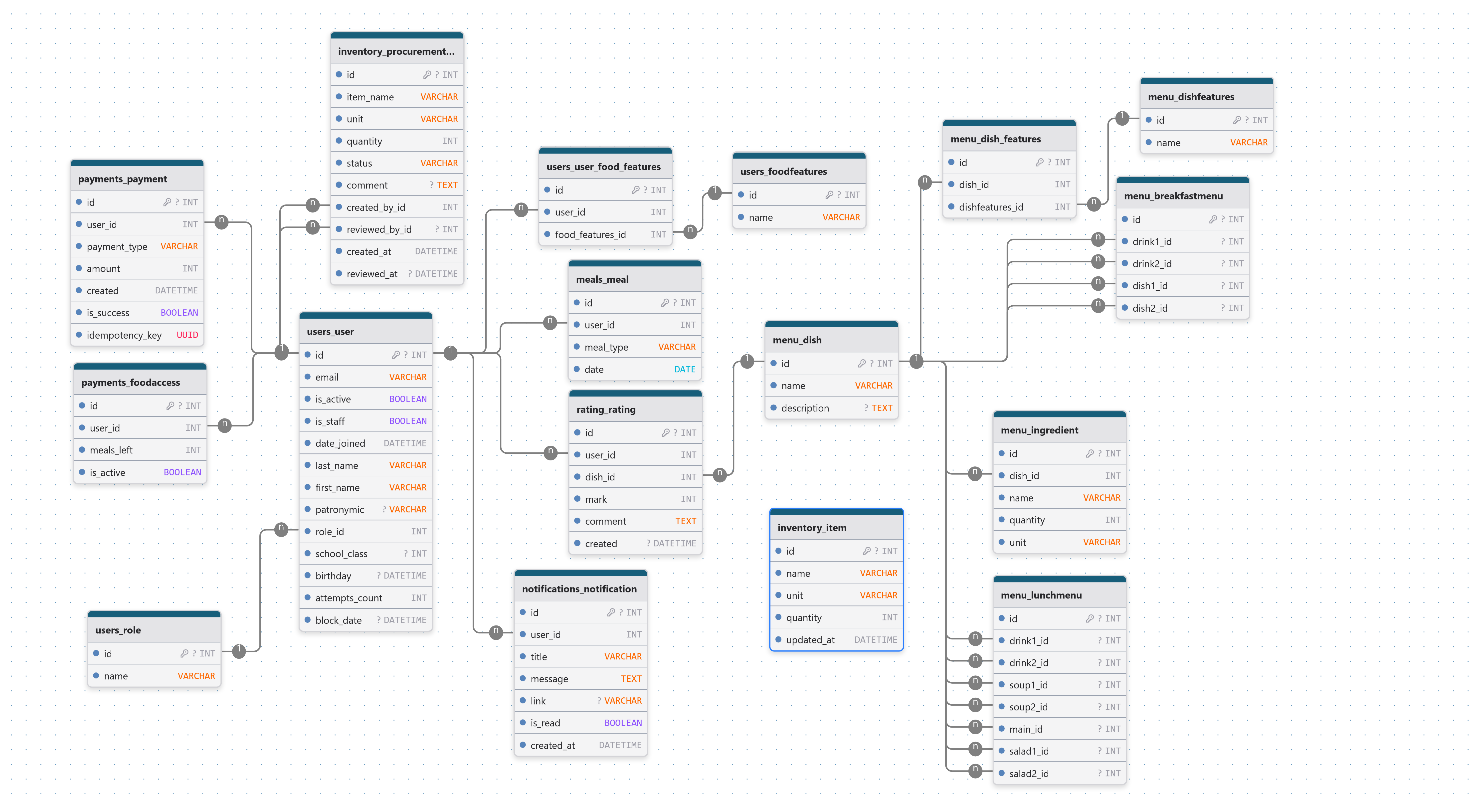 inventory_procurement...
id ? INT
item_name VARCHAR
unit VARCHAR
quantity INT
status VARCHAR
comment ? TEXT
created_by_id INT
reviewed_by_id ? INT
created_at DATETIME
reviewed_at ? DATETIME
payments_payment
id ? INT
user_id INT
payment_type VARCHAR
amount INT
created DATETIME
is_success BOOLEAN
idempotency_key UUID
payments_foodaccess
id ? INT
user_id INT
meals_left INT
is_active BOOLEAN
users_role
id ? INT
name VARCHAR
users_user
id ? INT
email VARCHAR
is_active BOOLEAN
is_staff BOOLEAN
date_joined DATETIME
last_name VARCHAR
first_name VARCHAR
patronymic ? VARCHAR
role_id INT
school_class ? INT
birthday ? DATETIME
attempts_count INT
block_date ? DATETIME
users_user_food_features
id ? INT
user_id INT
food_features_id INT
users_foodfeatures
id ? INT
name VARCHAR
meals_meal
id ? INT
user_id INT
meal_type VARCHAR
date DATE
rating_rating
id ? INT
user_id INT
dish_id INT
mark INT
comment TEXT
created ? DATETIME
notifications_notification
id ? INT
user_id INT
title VARCHAR
message TEXT
link ? VARCHAR
is_read BOOLEAN
created_at DATETIME
menu_dish
id ? INT
name VARCHAR
description ? TEXT
inventory_item
id ? INT
name VARCHAR
unit VARCHAR
quantity INT
updated_at DATETIME
menu_dish_features
id ? INT
dish_id INT
dishfeatures_id INT
menu_dishfeatures
id ? INT
name VARCHAR
menu_breakfastmenu
id ? INT
drink1_id ? INT
drink2_id ? INT
dish1_id ? INT
dish2_id ? INT
menu_ingredient
id ? INT
dish_id INT
name VARCHAR
quantity INT
unit VARCHAR
menu_lunchmenu
id ? INT
drink1_id ? INT
drink2_id ? INT
soup1_id ? INT
soup2_id ? INT
main_id ? INT
salad1_id ? INT
salad2_id ? INT